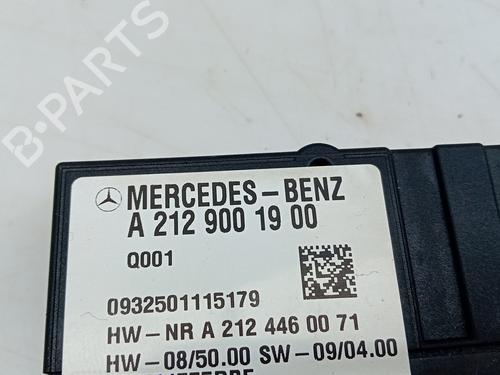 B-PARTS
MERCEDES-BENZ
A 212 900 19 00
Q001
0932501115179
HW-NR A 212 446 00 71
HW-08/50.00 SW-09/04.00